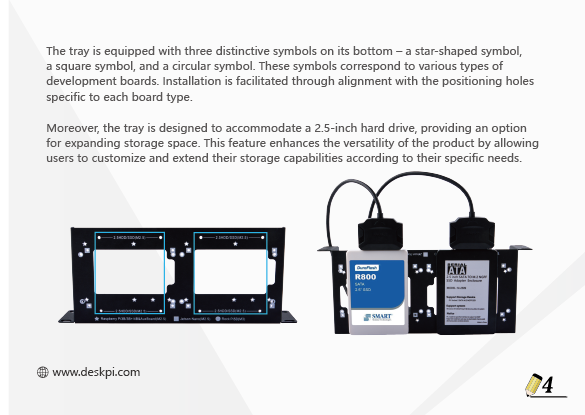 The tray is equipped with three distinctive symbols on its bottom – a star-shaped symbol,
a square symbol, and a circular symbol. These symbols correspond to various types of
development boards. Installation is facilitated through alignment with the positioning holes
specific to each board type.
Moreover, the tray is designed to accommodate a 2.5-inch hard drive, providing an option
for expanding storage space. This feature enhances the versatility of the product by allowing
users to customize and extend their storage capabilities according to their specific needs.
DuraFlash
R800
SATA
2.5" SSD
SMART
SERIAL
ATA
www.deskpi.com
4